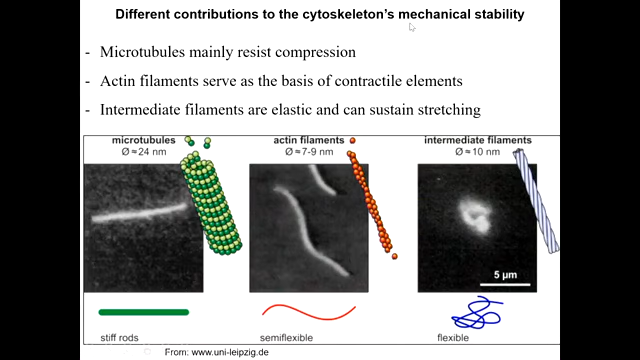 Different contributions to the cytoskeleton's mechanical stability
- Microtubules mainly resist compression
- Actin filaments serve as the basis of contractile elements
- Intermediate filaments are elastic and can sustain stretching
microtubules
Ø ≈ 24 nm
actin filaments
Ø ≈ 7-9 nm
intermediate filaments
Ø ≈ 10 nm
5 µm
stiff rods
semiflexible
flexible
From: www.uni-leipzig.de